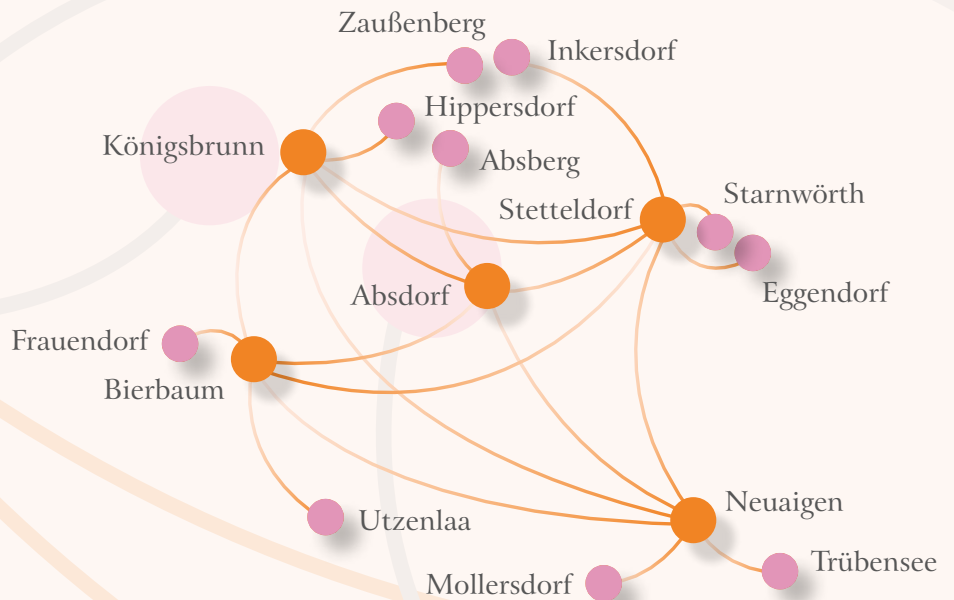 Zaußenberg
Inkersdorf
Hippersdorf
Königsbrunn
Absberg
Starnwörth
Stetteldorf
Absdorf
Eggendorf
Frauendorf
Bierbaum
Neuaigen
Utzenlaa
Trübensee
Mollersdorf